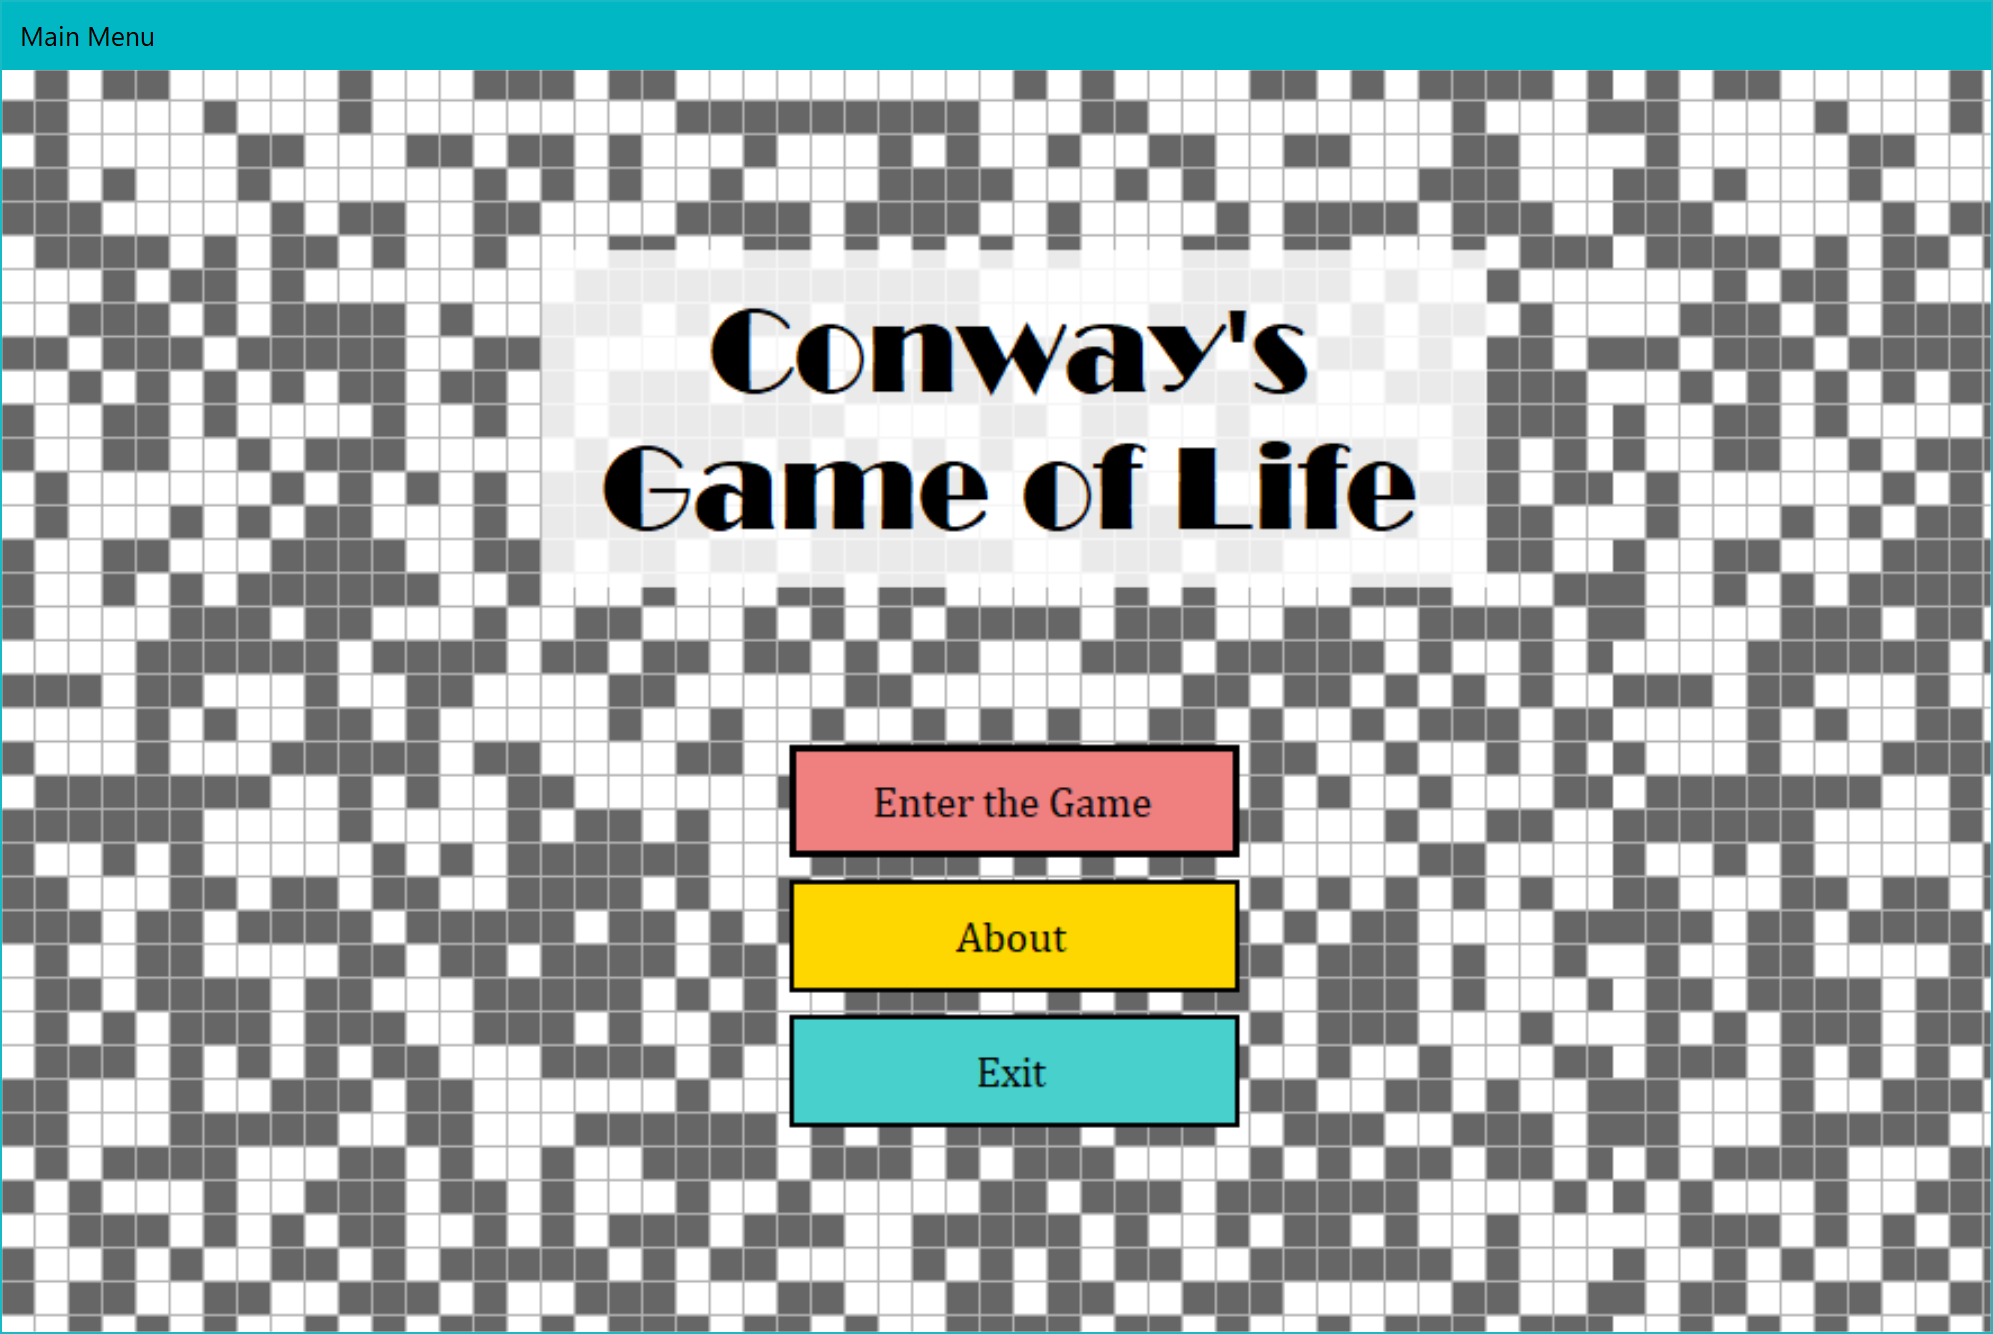 Main Menu
Conway's
Game of Life
Enter the Game
About
Exit